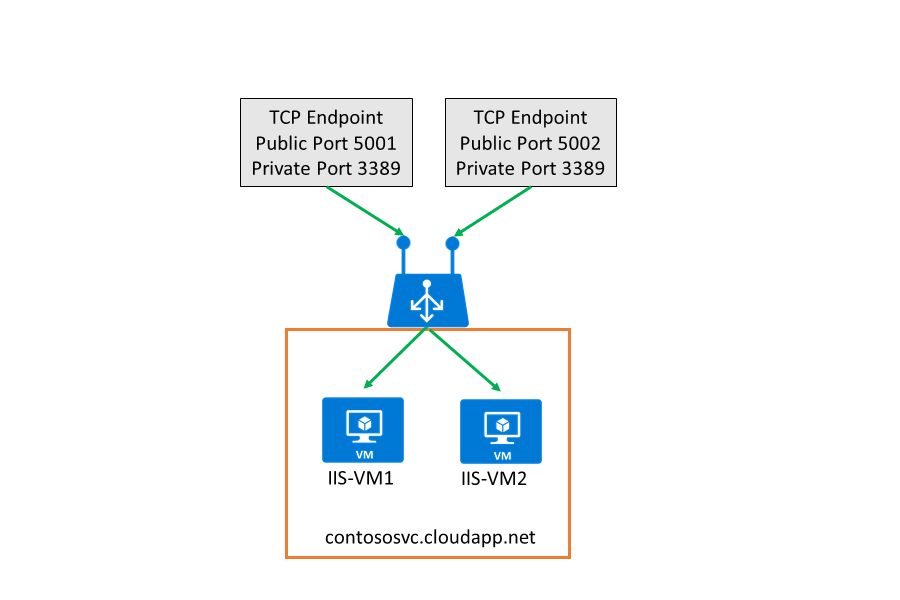 TCP Endpoint
Public Port 5001
Private Port 3389
TCP Endpoint
Public Port 5002
Private Port 3389
VM
IIS-VM1
VM
IIS-VM2
contososvc.cloudapp.net